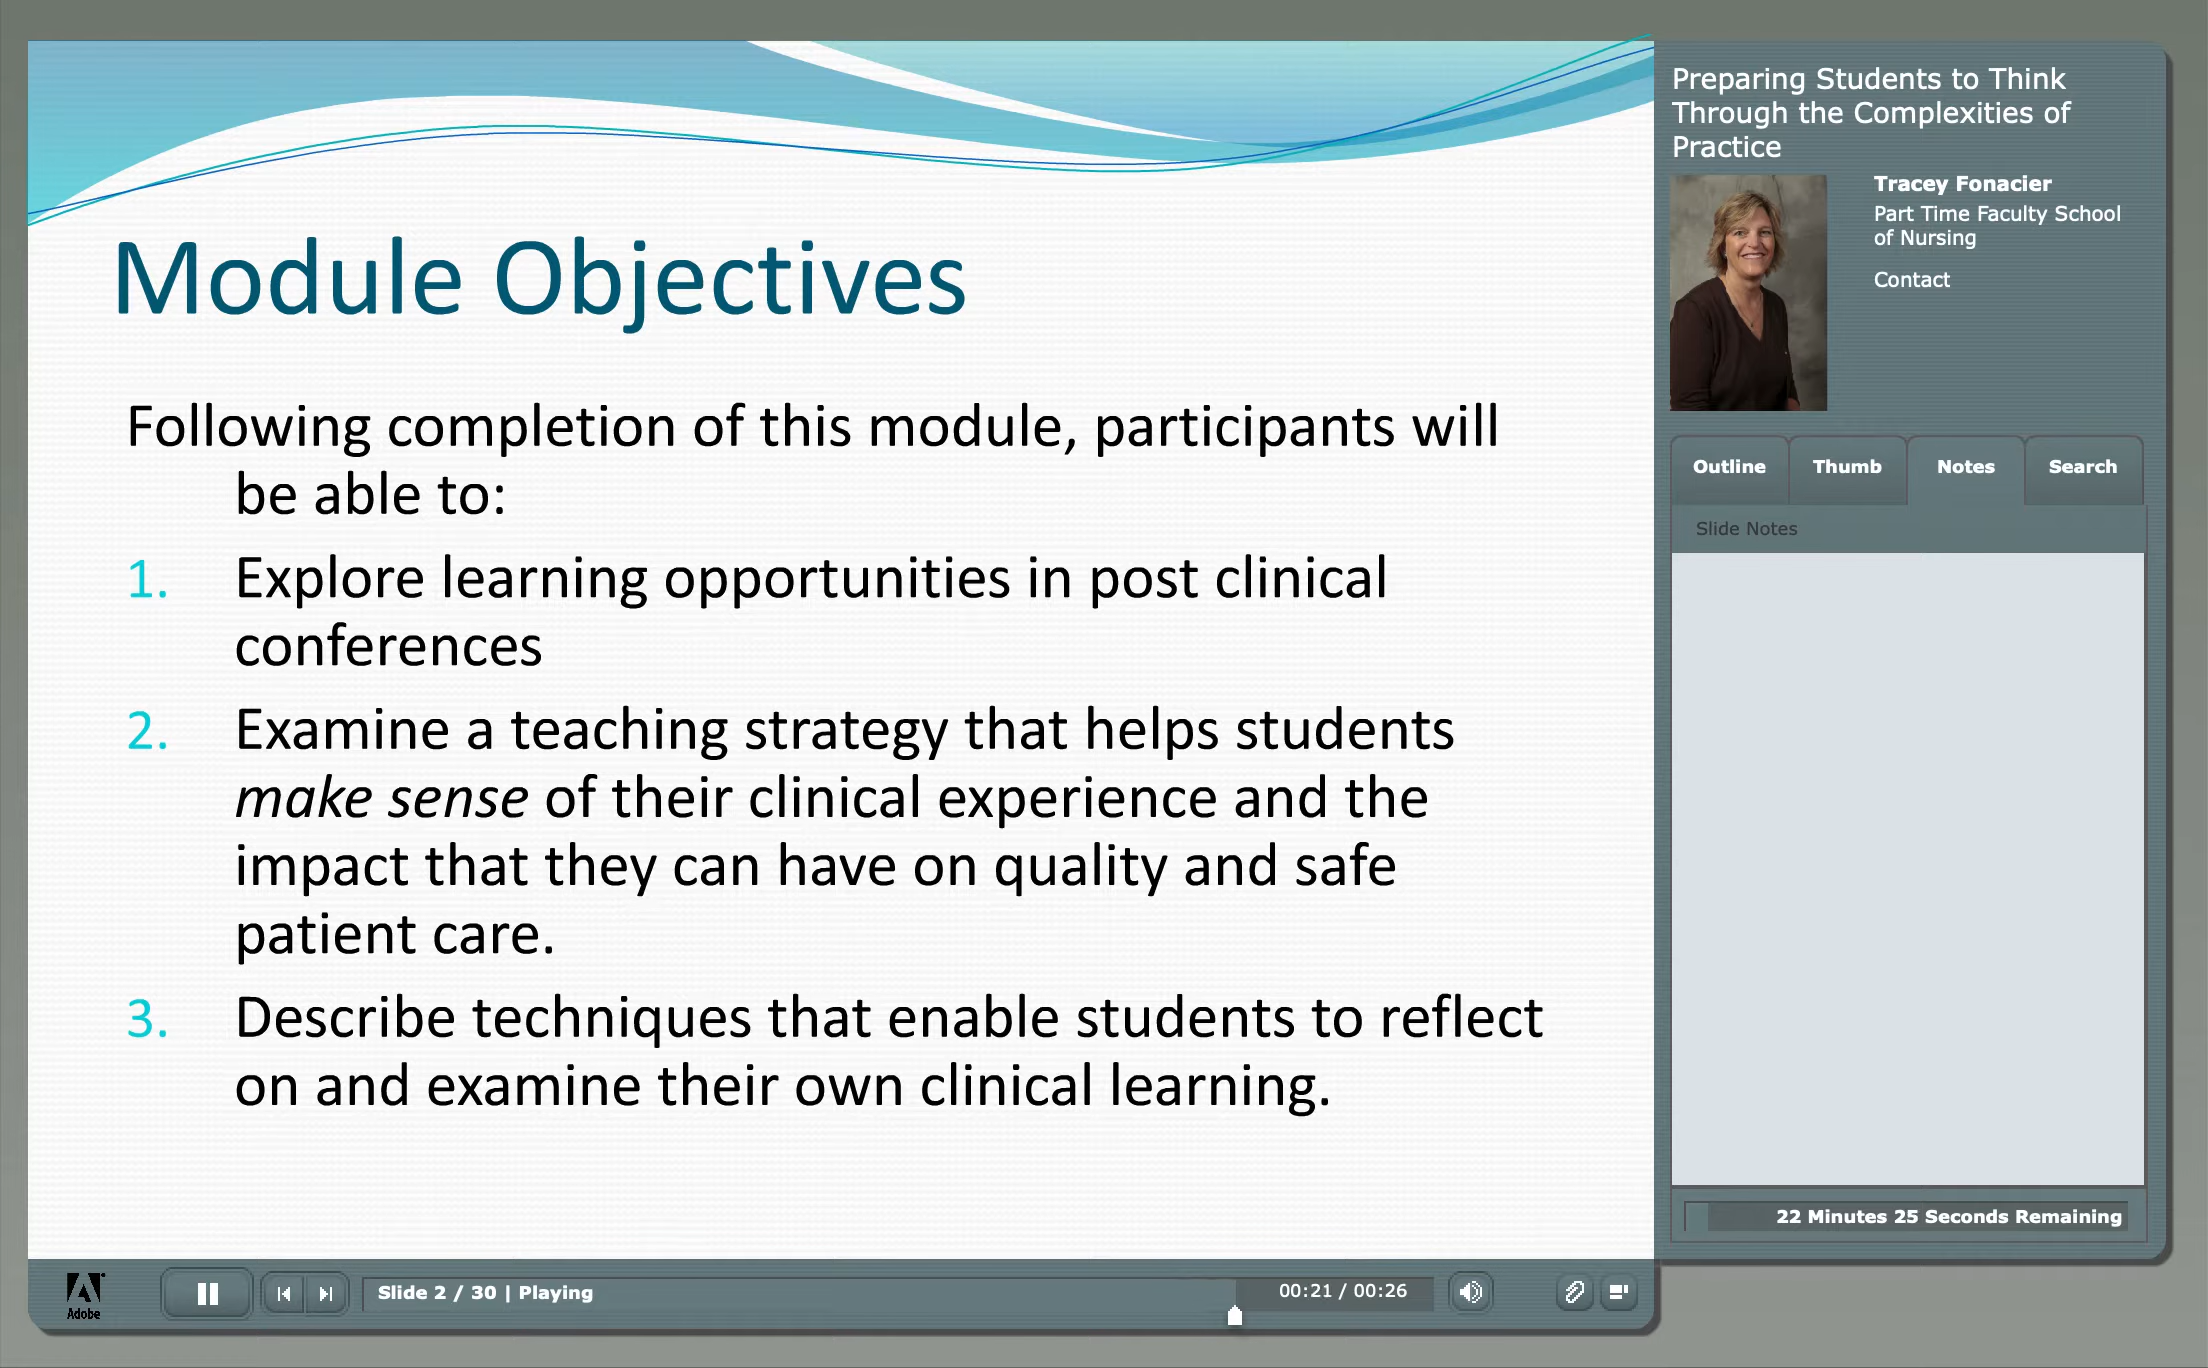 Module Objectives
Following completion of this module, participants will
be able to:
1. Explore learning opportunities in post clinical
conferences
2. Examine a teaching strategy that helps students
make sense of their clinical experience and the
impact that they can have on quality and safe
patient care.
3. Describe techniques that enable students to reflect
on and examine their own clinical learning.
Preparing Students to Think
Through the Complexities of
Practice
Tracey Fonacier
Part Time Faculty School
of Nursing
Contact
Outline Thumb Notes Search
Slide Notes
22 Minutes 25 Seconds Remaining
Adobe
Slide 2 / 30 | Playing
00:21 / 00:26